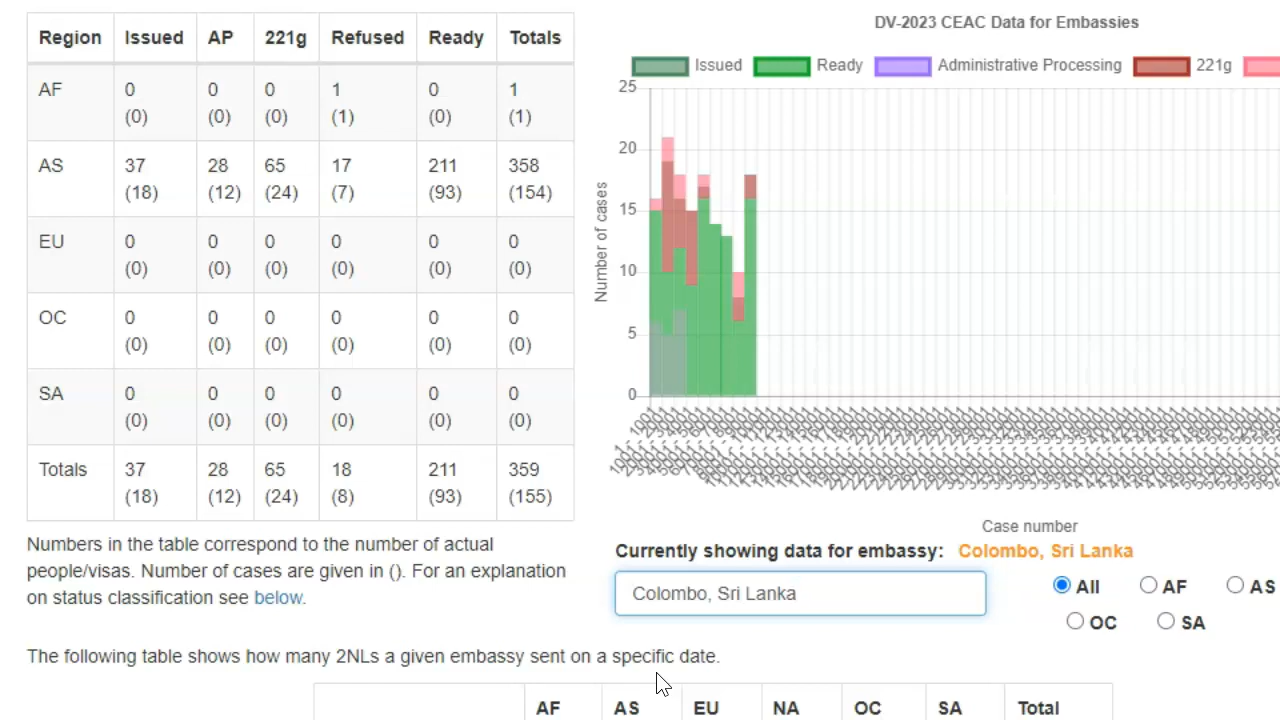 Region Issued AP 221g Refused Ready Totals
AF 0 0 0 1 0 1
(0) (0) (0) (1) (0) (1)
AS 37 28 65 17 211 358
(18) (12) (24) (7) (93) (154)
EU 0 0 0 0 0 0
(0) (0) (0) (0) (0) (0)
OC 0 0 0 0 0 0
(0) (0) (0) (0) (0) (0)
SA 0 0 0 0 0 0
(0) (0) (0) (0) (0) (0)
Totals 37 28 65 18 211 359
(18) (12) (24) (8) (93) (155)
Numbers in the table correspond to the number of actual
people/visas. Number of cases are given in (). For an explanation
on status classification see below.
DV-2023 CEAC Data for Embassies
Issued Ready Administrative Processing 221g
25
20
15
10
5
0
Number of cases
Case number
Currently showing data for embassy: Colombo, Sri Lanka
Colombo, Sri Lanka
All AF AS
OC SA
The following table shows how many 2NLs a given embassy sent on a specific date.
AF AS EU NA OC SA Total